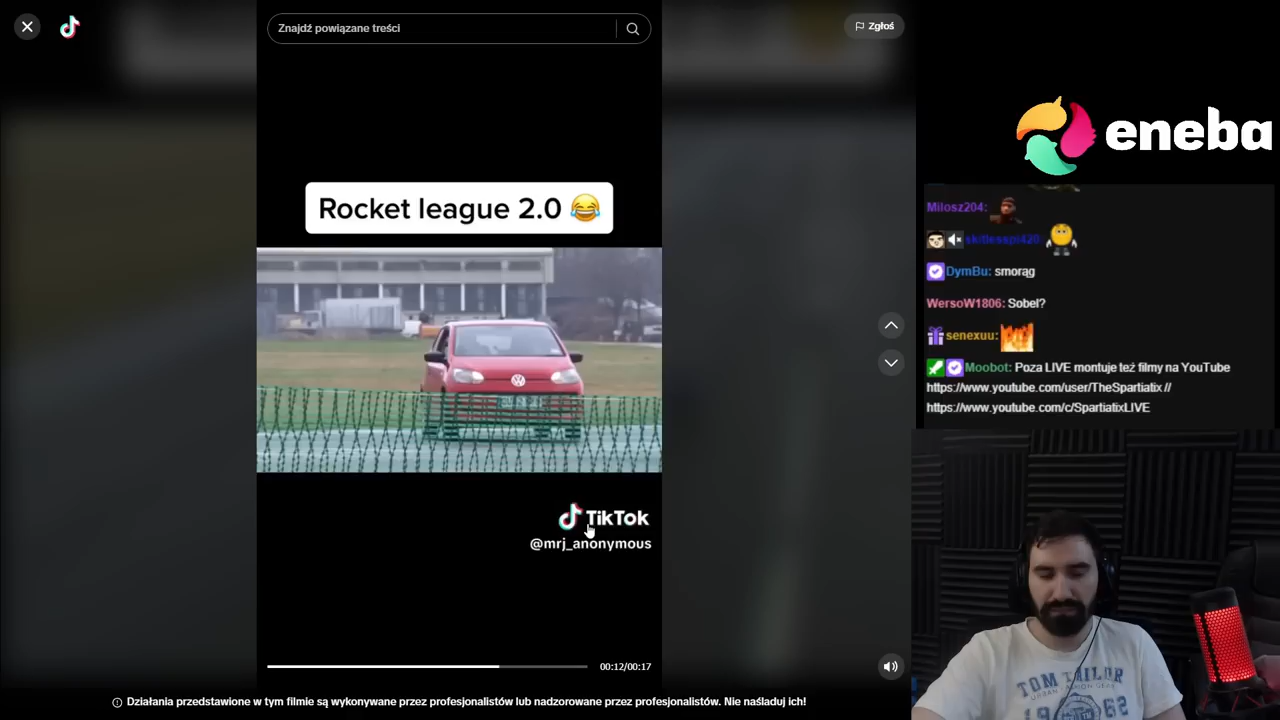 Znajdź powiązane treści
Zgłoś
Rocket league 2.0 😂
TikTok
@mrj_anonymous
00:12/00:17
Działania przedstawione w tym filmie są wykonywane przez profesjonalistów lub nadzorowane przez profesjonalistów. Nie naśladuj ich!
eneba
Milosz204:
skitlesspl420
DymBu: smorąg
WersoW1806: Sobel?
senexuu:
Moobot: Poza LIVE montuje też filmy na YouTube
https://www.youtube.com/user/TheSpartiatix //
https://www.youtube.com/c/SpartiatixLIVE
TOM TAILOR